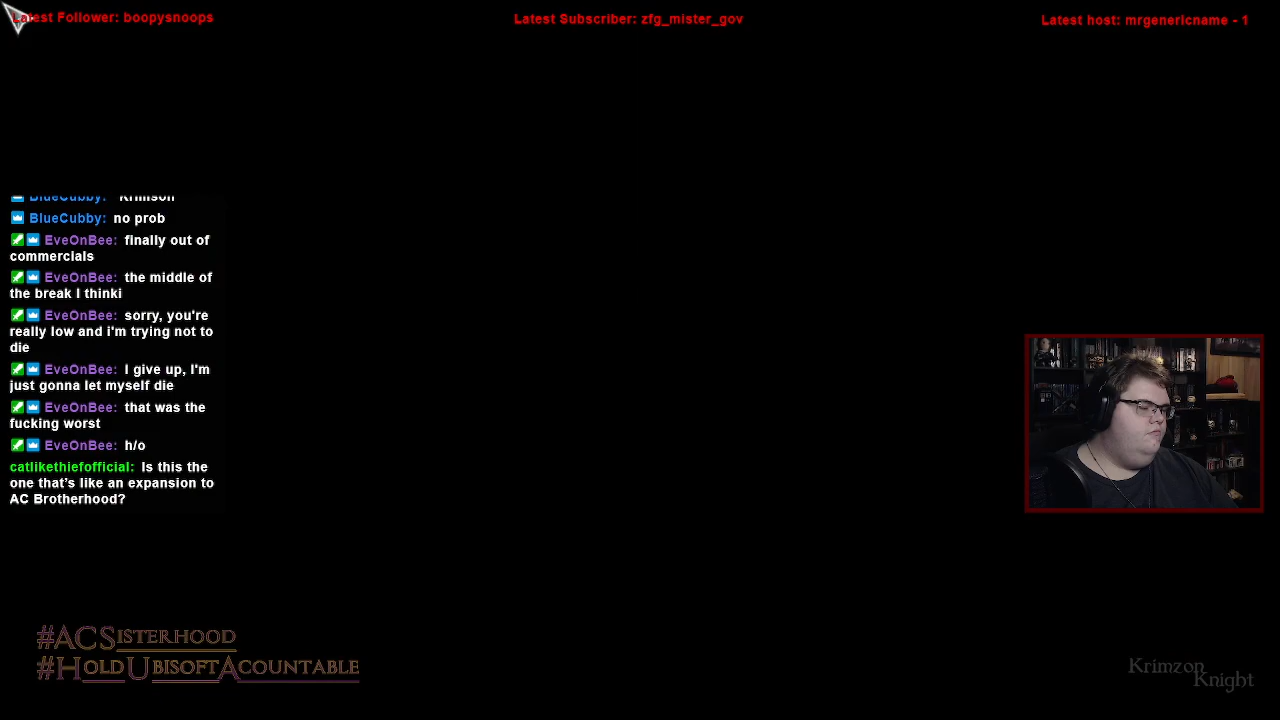 Latest Follower: boopysnoops
Latest Subscriber: zfg_mister_gov
Latest host: mrgenericname - 1
BlueCubby: Krimson
BlueCubby: no prob
EveOnBee: finally out of
commercials
EveOnBee: the middle of
the break I thinki
EveOnBee: sorry, you're
really low and i'm trying not to
die
EveOnBee: I give up, I'm
just gonna let myself die
EveOnBee: that was the
fucking worst
EveOnBee: h/o
catlikethiefofficial: Is this the
one that's like an expansion to
AC Brotherhood?
#ACSisterhood
#HoldUbisoftAcountable
Krimzon
Knight